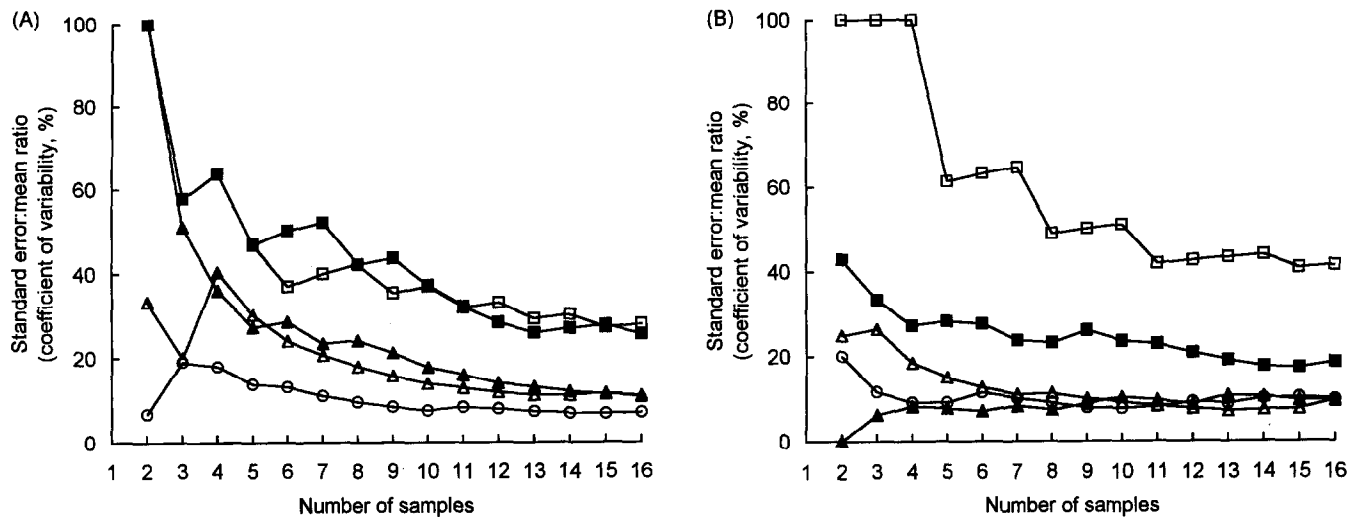 (A)
Standard error:mean ratio
(coefficient of variability, %)
100
80
60
40
20
0
1 2 3 4 5 6 7 8 9 10 11 12 13 14 15 16
Number of samples
(B)
Standard error:mean ratio
(coefficient of variability, %)
100
80
60
40
20
0
1 2 3 4 5 6 7 8 9 10 11 12 13 14 15 16
Number of samples